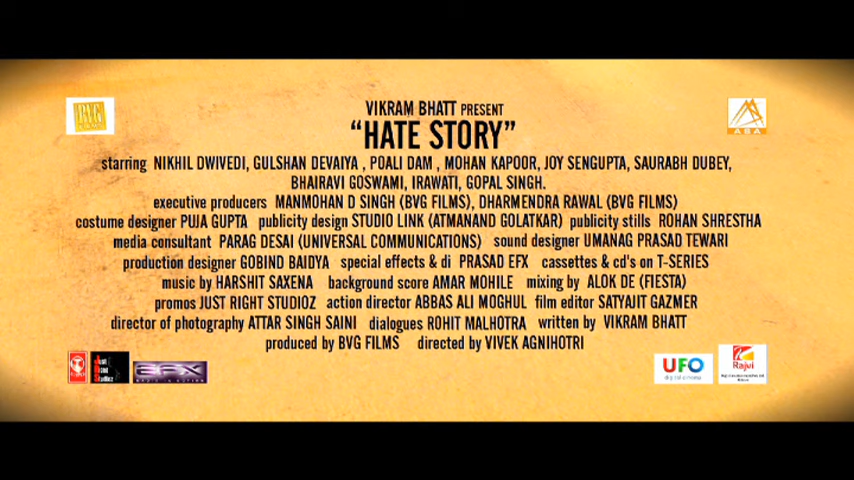 BVG
VIKRAM BHATT PRESENT
ASA
“HATE STORY”
starring NIKHIL DWIVEDI, GULSHAN DEVAIYA , POALI DAM , MOHAN KAPOOR, JOY SENGUPTA, SAURABH DUBEY,
BHAIRAVI GOSWAMI, IRAWATI, GOPAL SINGH.
executive producers MANMOHAN D SINGH (BVG FILMS), DHARMENDRA RAWAL (BVG FILMS)
costume designer PUJA GUPTA publicity design STUDIO LINK (ATMANAND GOLATKAR) publicity stills ROHAN SHRESTHA
media consultant PARAG DESAI (UNIVERSAL COMMUNICATIONS) sound designer UMANAG PRASAD TEWARI
production designer GOBIND BAIDYA special effects & di PRASAD EFX cassettes & cd's on T-SERIES
music by HARSHIT SAXENA background score AMAR MOHILE mixing by ALOK DE (FIESTA)
promos JUST RIGHT STUDIOZ action director ABBAS ALI MOGHUL film editor SATYAJIT GAZMER
director of photography ATTAR SINGH SAINI dialogues ROHIT MALHOTRA written by VIKRAM BHATT
produced by BVG FILMS directed by VIVEK AGNIHOTRI
UFO
digital cinema
Rajvi